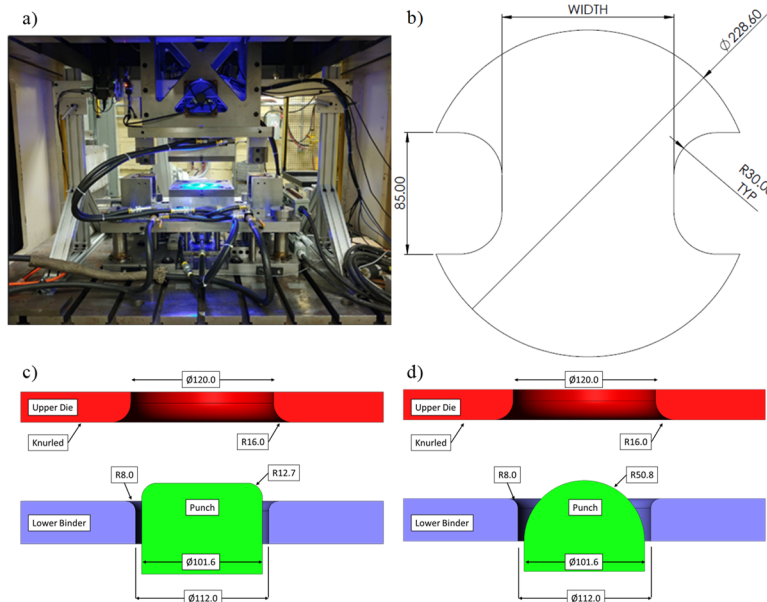 a)
b)
WIDTH
Ø 228.60
85.00
R30.00
TYP
c)
Ø120.0
Upper Die
Knurled
R16.0
R8.0
R12.7
Punch
Lower Binder
Ø101.6
Ø112.0
d)
Ø120.0
Upper Die
Knurled
R16.0
R8.0
R50.8
Punch
Lower Binder
Ø101.6
Ø112.0